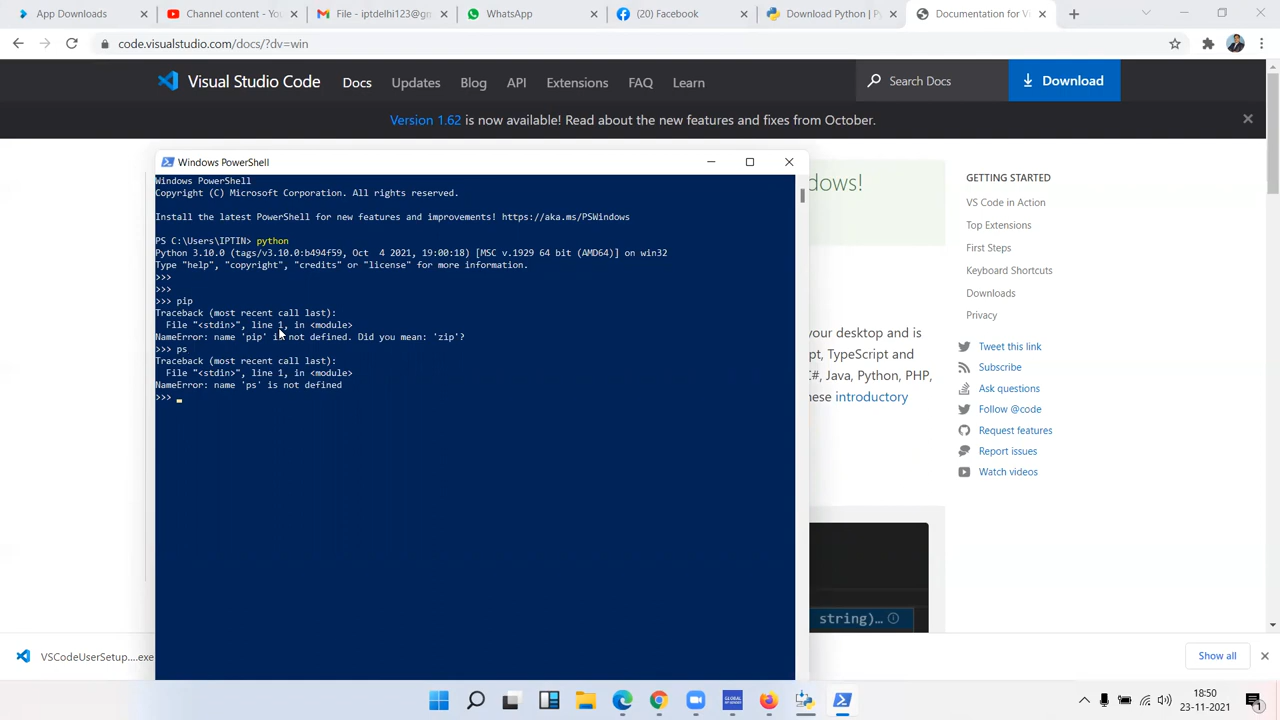 App Downloads
Channel content - You
File - iptdelhi123@gm
WhatsApp
(20) Facebook
Download Python | Py
Documentation for Vi
code.visualstudio.com/docs/?dv=win
Visual Studio Code
Docs
Updates
Blog
API
Extensions
FAQ
Learn
Search Docs
Download
Version 1.62 is now available! Read about the new features and fixes from October.
Windows PowerShell
Windows PowerShell
Copyright (C) Microsoft Corporation. All rights reserved.
Install the latest PowerShell for new features and improvements! https://aka.ms/PSWindows
PS C:\Users\IPTIN> python
Python 3.10.0 (tags/v3.10.0:b494f59, Oct  4 2021, 19:00:18) [MSC v.1929 64 bit (AMD64)] on win32
Type "help", "copyright", "credits" or "license" for more information.
>>>
>>>
>>> pip
Traceback (most recent call last):
  File "<stdin>", line 1, in <module>
NameError: name 'pip' is not defined. Did you mean: 'zip'?
>>> ps
Traceback (most recent call last):
  File "<stdin>", line 1, in <module>
NameError: name 'ps' is not defined
>>>
dows!
your desktop and is
pt, TypeScript and
C#, Java, Python, PHP,
hese introductory
string)...
GETTING STARTED
VS Code in Action
Top Extensions
First Steps
Keyboard Shortcuts
Downloads
Privacy
Tweet this link
Subscribe
Ask questions
Follow @code
Request features
Report issues
Watch videos
VSCodeUserSetup....exe
Show all
GLOBAL
18:50
23-11-2021
1